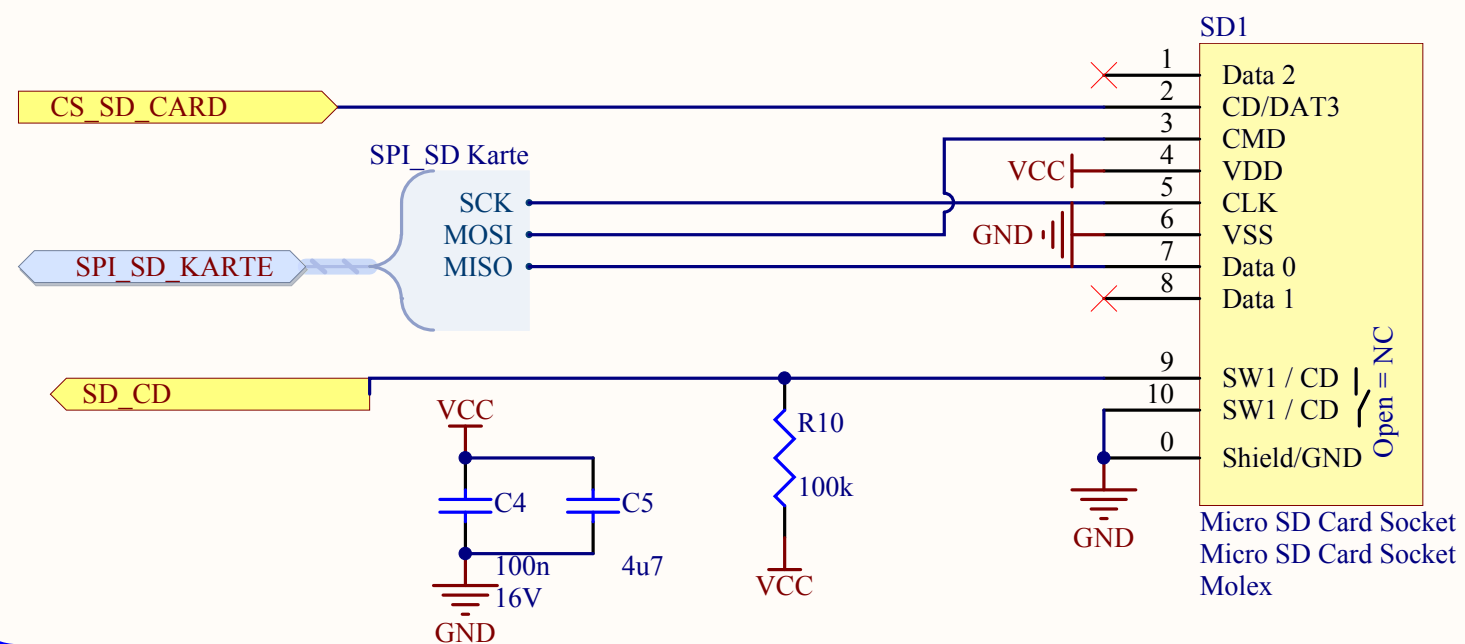 SD1
1 Data 2
CS_SD_CARD 2 CD/DAT3
3 CMD
SPI_SD Karte
VCC 4 VDD
SCK 5 CLK
MOSI GND 6 VSS
SPI_SD_KARTE MISO 7 Data 0
8 Data 1
Open = NC
9 SW1 / CD
SD_CD 10 SW1 / CD
VCC R10
0 Shield/GND
100k
C4 C5
GND
100n 4u7
16V VCC
GND
Micro SD Card Socket
Micro SD Card Socket
Molex